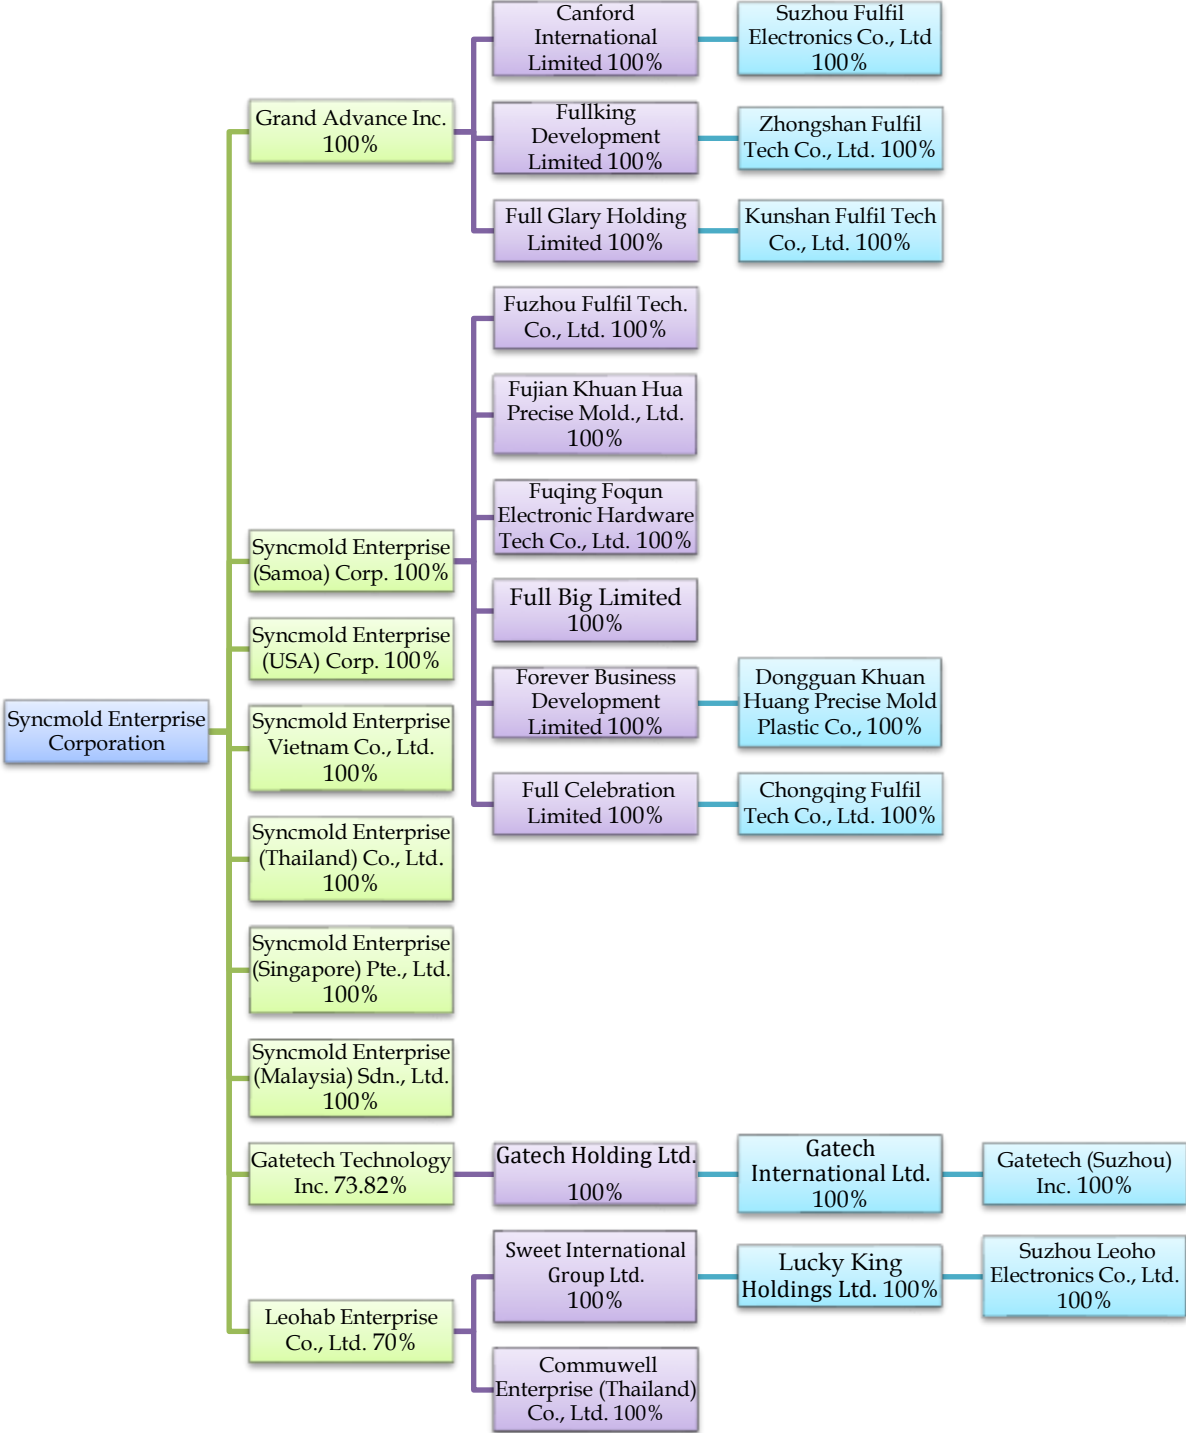 Syncmold Enterprise
Corporation
Grand Advance Inc.
100%
Canford
International
Limited 100%
Suzhou Fulfil
Electronics Co., Ltd
100%
Fullking
Development
Limited 100%
Zhongshan Fulfil
Tech Co., Ltd. 100%
Full Glary Holding
Limited 100%
Kunshan Fulfil Tech
Co., Ltd. 100%
Syncmold Enterprise
(Samoa) Corp. 100%
Fuzhou Fulfil Tech.
Co., Ltd. 100%
Fujian Khuan Hua
Precise Mold., Ltd.
100%
Fuqing Foqun
Electronic Hardware
Tech Co., Ltd. 100%
Full Big Limited
100%
Forever Business
Development
Limited 100%
Dongguan Khuan
Huang Precise Mold
Plastic Co., 100%
Full Celebration
Limited 100%
Chongqing Fulfil
Tech Co., Ltd. 100%
Syncmold Enterprise
(USA) Corp. 100%
Syncmold Enterprise
Vietnam Co., Ltd.
100%
Syncmold Enterprise
(Thailand) Co., Ltd.
100%
Syncmold Enterprise
(Singapore) Pte., Ltd.
100%
Syncmold Enterprise
(Malaysia) Sdn., Ltd.
100%
Gatetech Technology
Inc. 73.82%
Gatech Holding Ltd.
100%
Gatech
International Ltd.
100%
Gatetech (Suzhou)
Inc. 100%
Leohab Enterprise
Co., Ltd. 70%
Sweet International
Group Ltd.
100%
Lucky King
Holdings Ltd. 100%
Suzhou Leoho
Electronics Co., Ltd.
100%
Commuwell
Enterprise (Thailand)
Co., Ltd. 100%